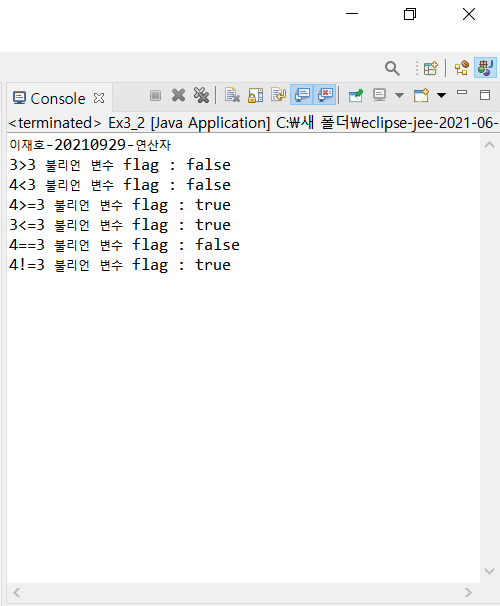 Console
<terminated> Ex3_2 [Java Application] C:₩새 폴더₩eclipse-jee-2021-06-
이재호-20210929-연산자
3>3 불리언 변수 flag : false
4<3 불리언 변수 flag : false
4>=3 불리언 변수 flag : true
3<=3 불리언 변수 flag : true
4==3 불리언 변수 flag : false
4!=3 불리언 변수 flag : true